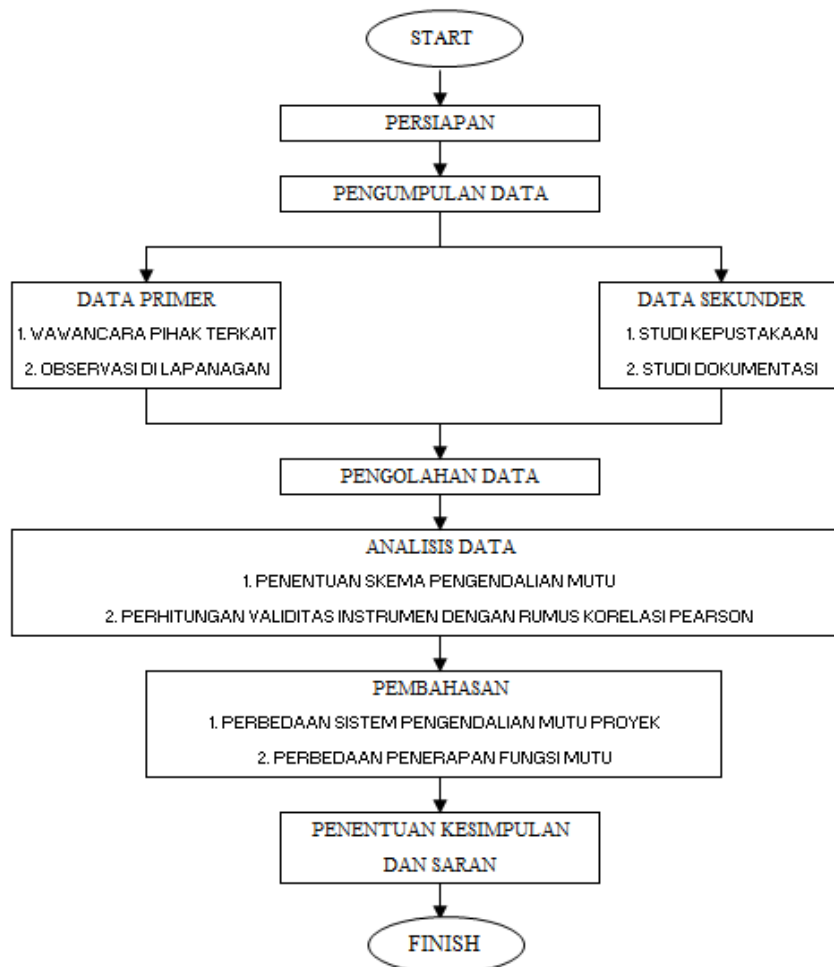 START
PERSIAPAN
PENGUMPULAN DATA
DATA PRIMER
1. WAWANCARA PIHAK TERKAIT
2. OBSERVASI DI LAPANAGAN
DATA SEKUNDER
1. STUDI KEPUSTAKAAN
2. STUDI DOKUMENTASI
PENGOLAHAN DATA
ANALISIS DATA
1. PENENTUAN SKEMA PENGENDALIAN MUTU
2. PERHITUNGAN VALIDITAS INSTRUMEN DENGAN RUMUS KORELASI PEARSON
PEMBAHASAN
1. PERBEDAAN SISTEM PENGENDALIAN MUTU PROYEK
2. PERBEDAAN PENERAPAN FUNGSI MUTU
PENENTUAN KESIMPULAN
DAN SARAN
FINISH